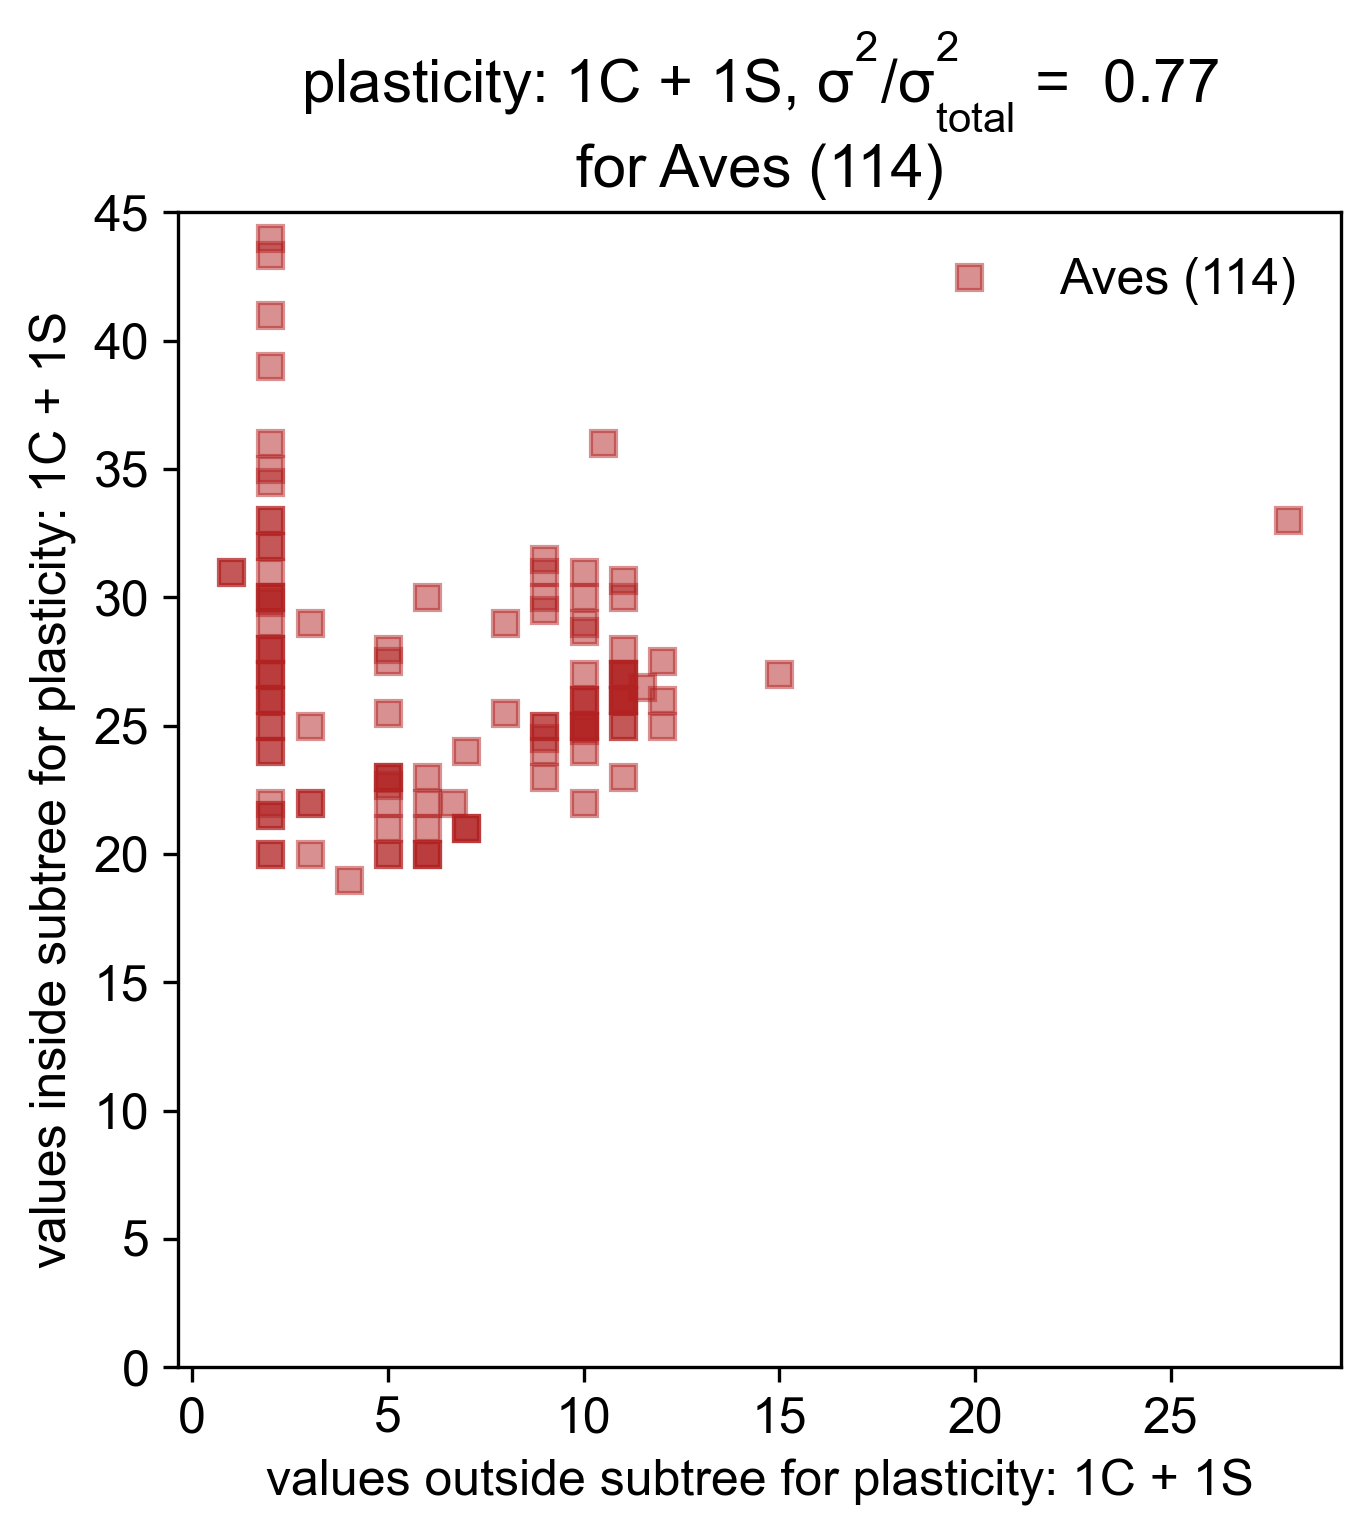 plasticity: 1C + 1S, σ²/σ²total = 0.77
for Aves (114)
Aves (114)
values inside subtree for plasticity: 1C + 1S
45
40
35
30
25
20
15
10
5
0
0 5 10 15 20 25
values outside subtree for plasticity: 1C + 1S